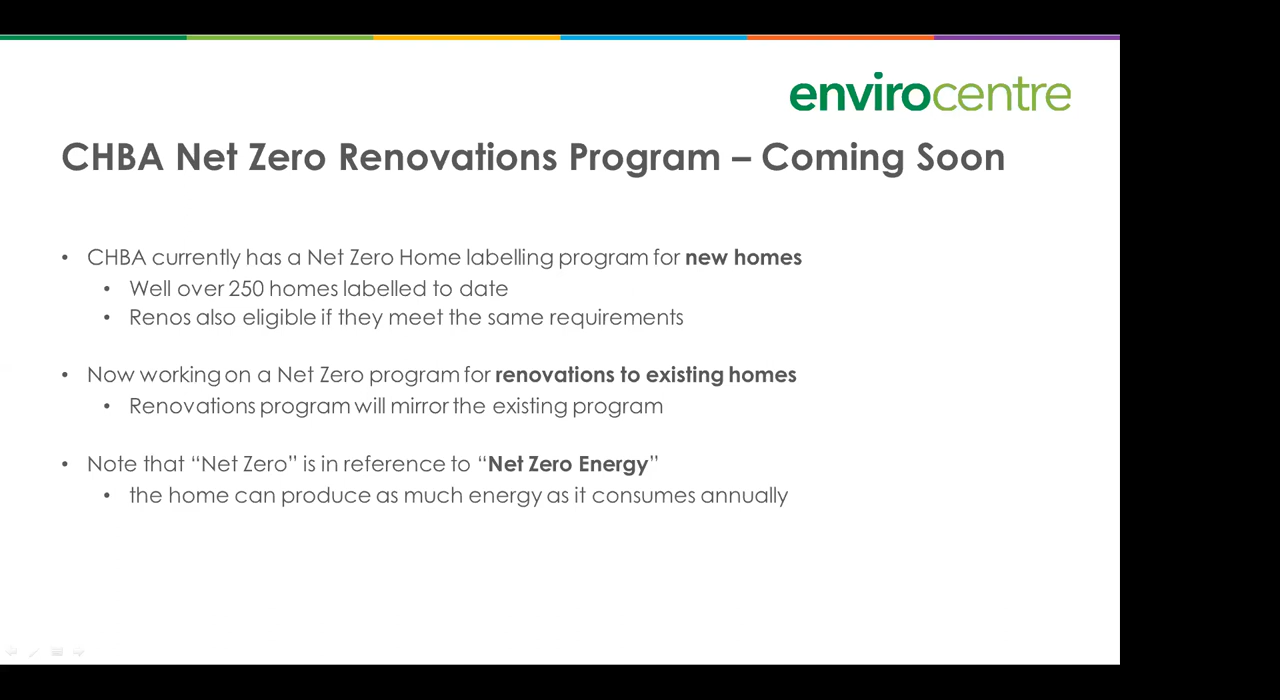 envirocentre
CHBA Net Zero Renovations Program – Coming Soon
• CHBA currently has a Net Zero Home labelling program for new homes
• Well over 250 homes labelled to date
• Renos also eligible if they meet the same requirements
• Now working on a Net Zero program for renovations to existing homes
• Renovations program will mirror the existing program
• Note that “Net Zero” is in reference to “Net Zero Energy”
• the home can produce as much energy as it consumes annually